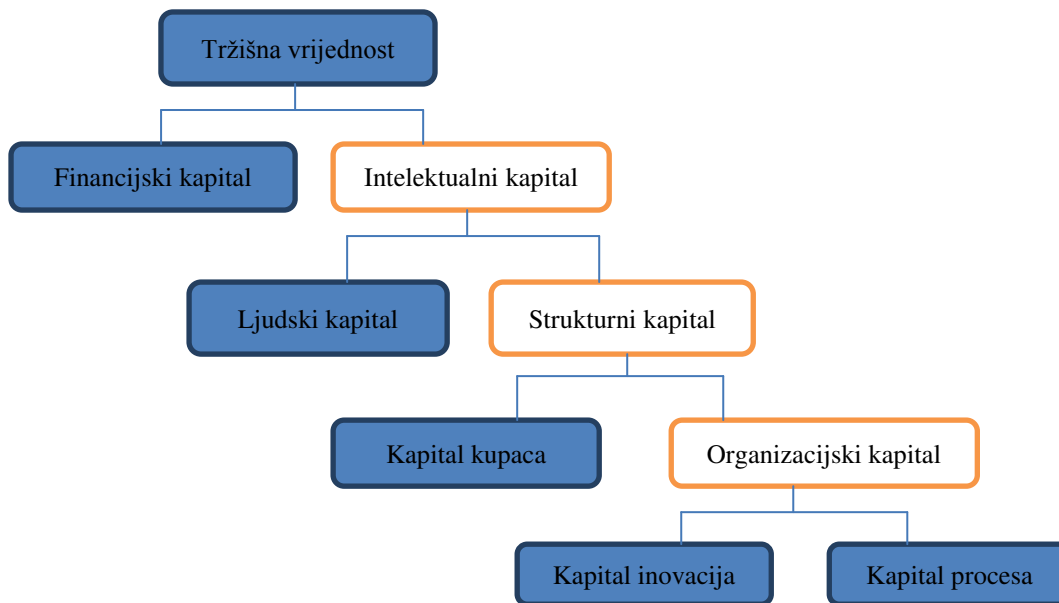 Tržišna vrijednost
Financijski kapital
Intelektualni kapital
Ljudski kapital
Strukturni kapital
Kapital kupaca
Organizacijski kapital
Kapital inovacija
Kapital procesa